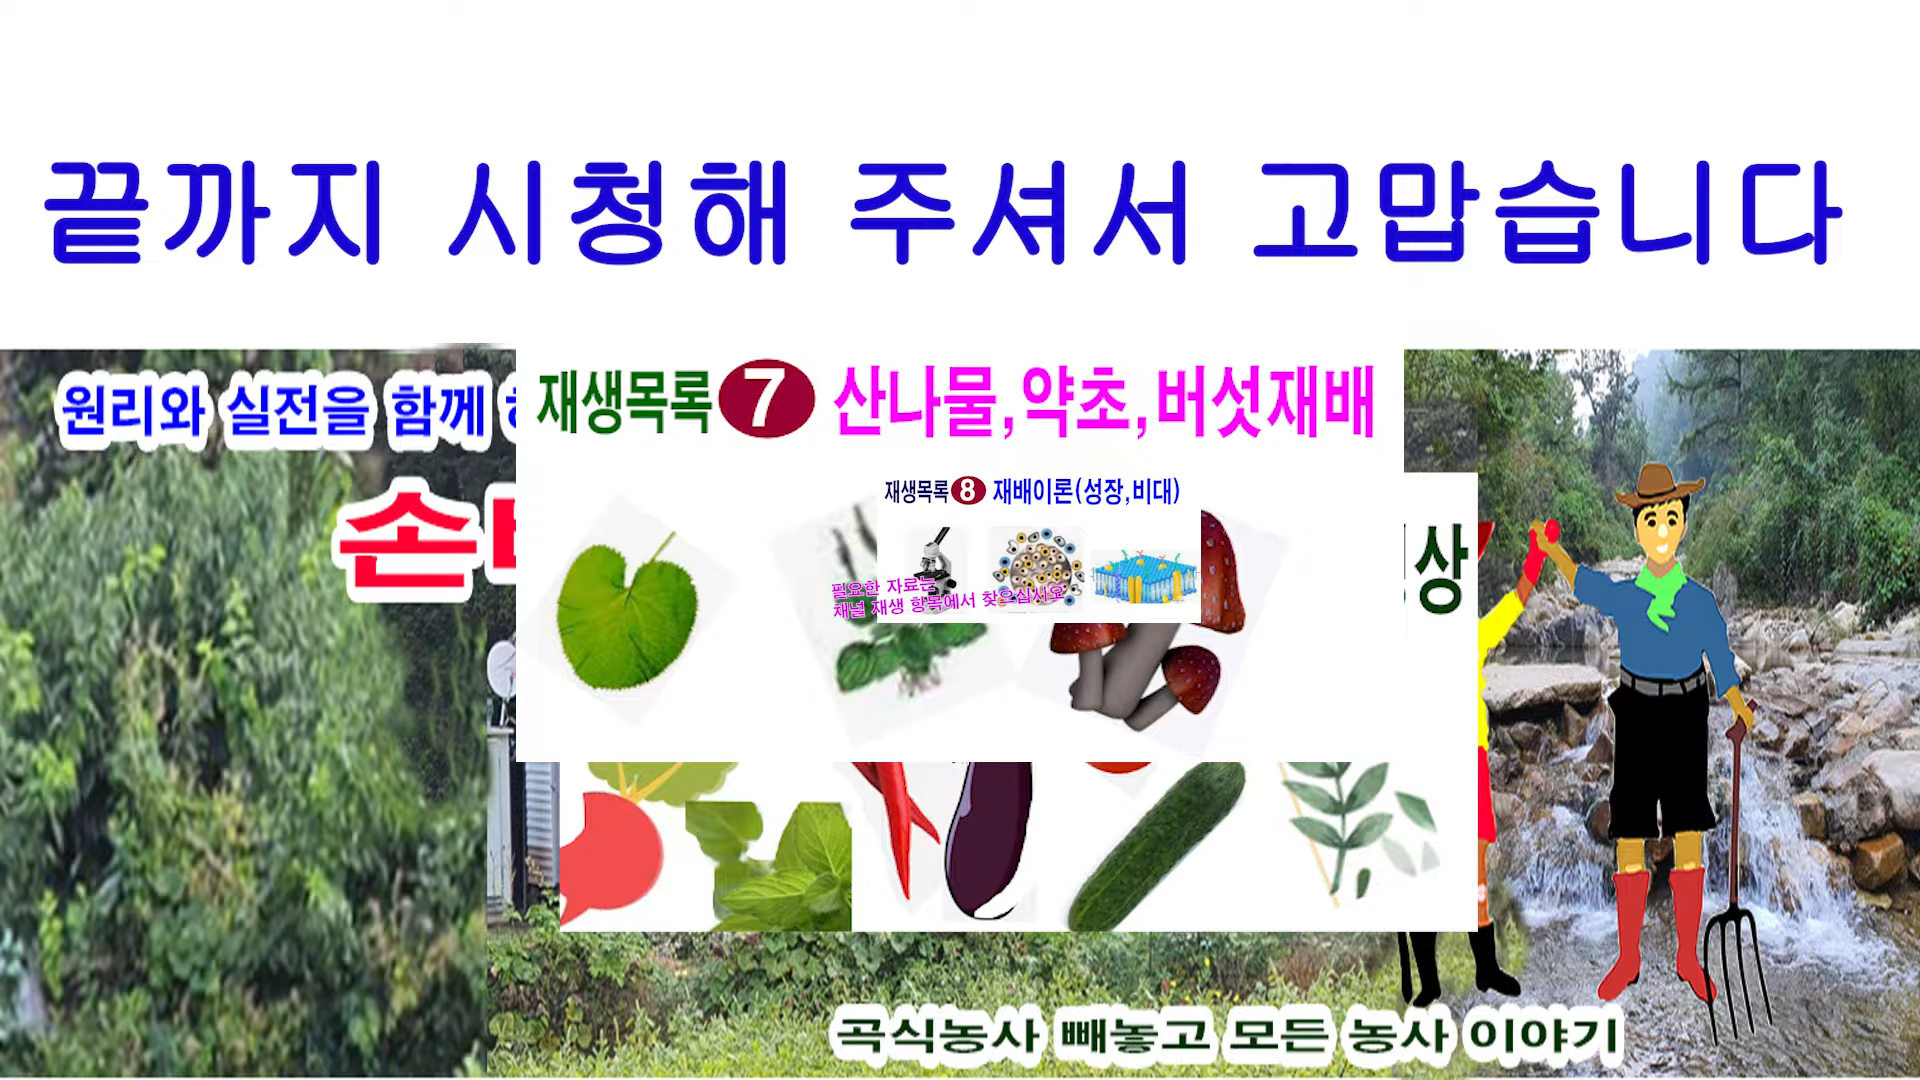 끝까지 시청해 주셔서 고맙습니다
원리와 실전을 함께
재생목록 7 산나물,약초,버섯재배
손
재생목록 8 재배이론(성장,비대)
상
필요한 자료는
채널 재생 항목에서 찾으십시오
곡식농사 빼놓고 모든 농사 이야기